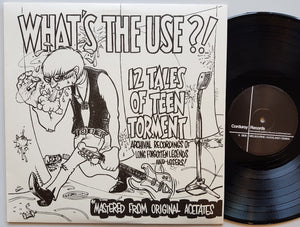 WHAT'S THE USE?!
12 TALES
OF TEEN
TORMENT
ARCHIVAL RECORDINGS OF
LONG FORGOTTEN LEGENDS
AND LOSERS!
"MASTERED FROM ORIGINAL ACETATES"
Corduroy Records